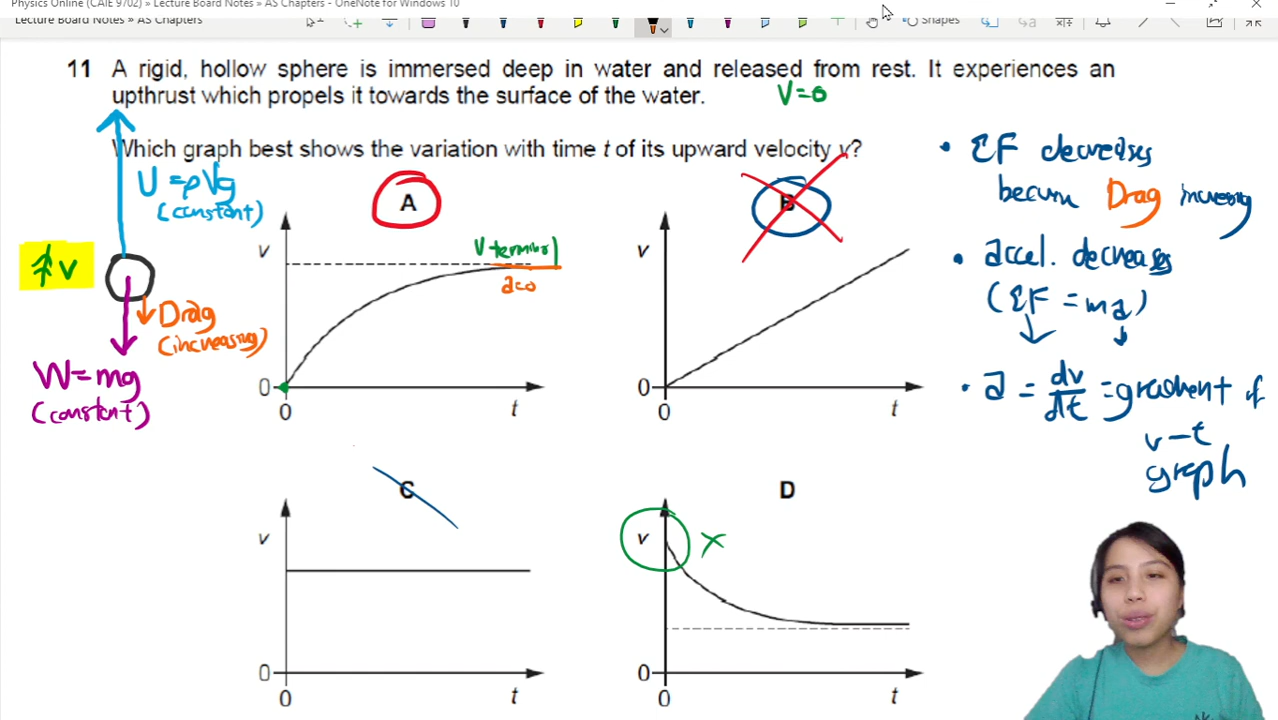 Physics Online (CAIE 9702) » Lecture Board Notes » AS Chapters - OneNote for Windows 10
Lecture Board Notes » AS Chapters
Shapes
11 A rigid, hollow sphere is immersed deep in water and released from rest. It experiences an
upthrust which propels it towards the surface of the water.
V=0
Which graph best shows the variation with time t of its upward velocity v?
U = ρVg
(constant)
v
Drag
(increasing)
W=mg
(constant)
A
v
V terminal
a=0
0
0
t
B
v
0
0
t
• ΣF decreases
because Drag increasing
• accel. decreases
(ΣF = ma)
• a = dv/dt = gradient of
v-t
graph
C
v
0
0
t
D
v
x
0
0
t